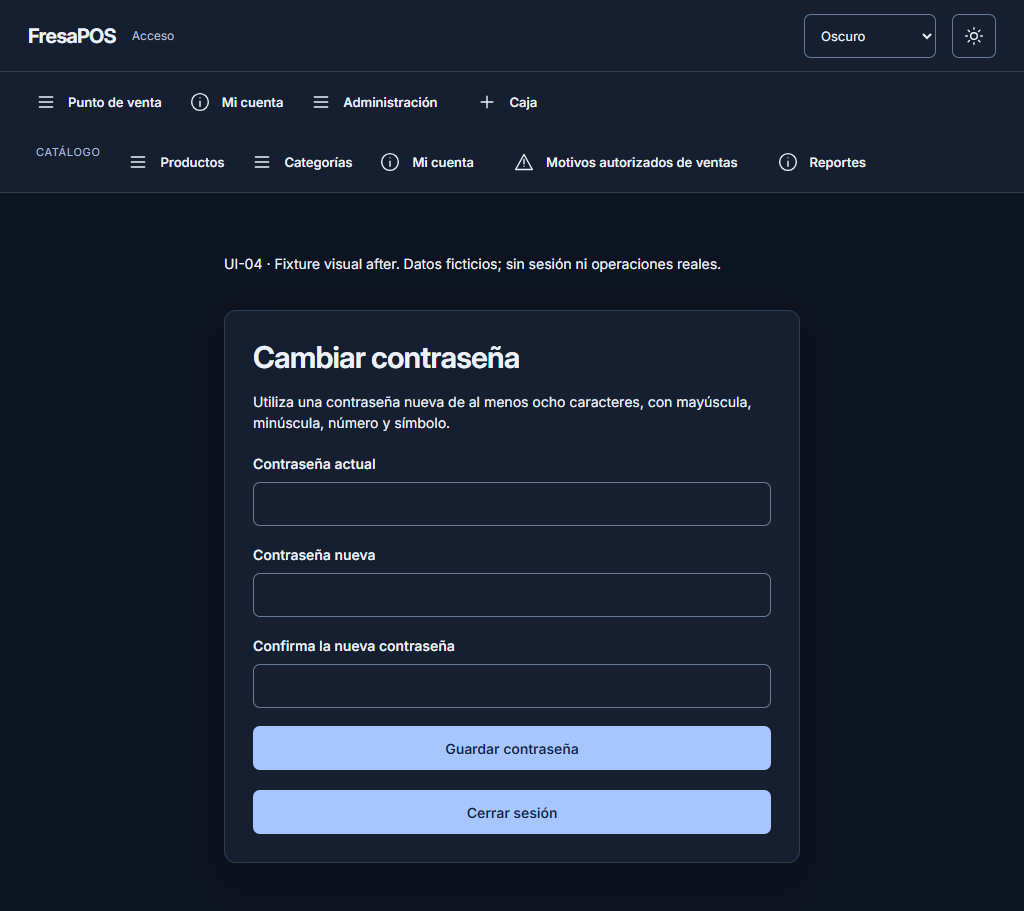 FresaPOS Acceso Oscuro
Punto de venta Mi cuenta Administración Caja
CATÁLOGO Productos Categorías Mi cuenta Motivos autorizados de ventas Reportes
UI-04 · Fixture visual after. Datos ficticios; sin sesión ni operaciones reales.
Cambiar contraseña
Utiliza una contraseña nueva de al menos ocho caracteres, con mayúscula,
minúscula, número y símbolo.
Contraseña actual
Contraseña nueva
Confirma la nueva contraseña
Guardar contraseña
Cerrar sesión